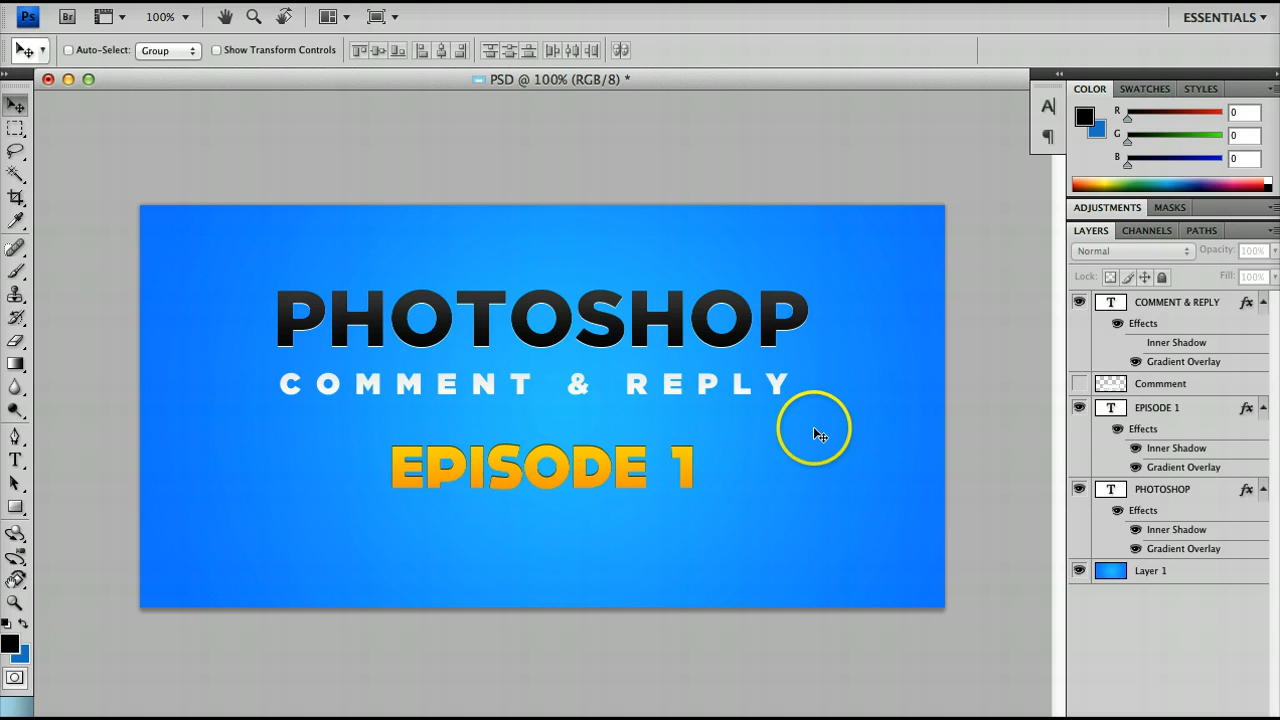 Ps Br 100% ESSENTIALS
Auto-Select: Group Show Transform Controls
PSD @ 100% (RGB/8) *
COLOR SWATCHES STYLES
R 0
G 0
B 0
ADJUSTMENTS MASKS
LAYERS CHANNELS PATHS
Normal Opacity: 100%
Lock: Fill: 100%
T COMMENT & REPLY fx
Effects
Inner Shadow
Gradient Overlay
Commment
T EPISODE 1 fx
Effects
Inner Shadow
Gradient Overlay
T PHOTOSHOP fx
Effects
Inner Shadow
Gradient Overlay
Layer 1
PHOTOSHOP
COMMENT & REPLY
EPISODE 1